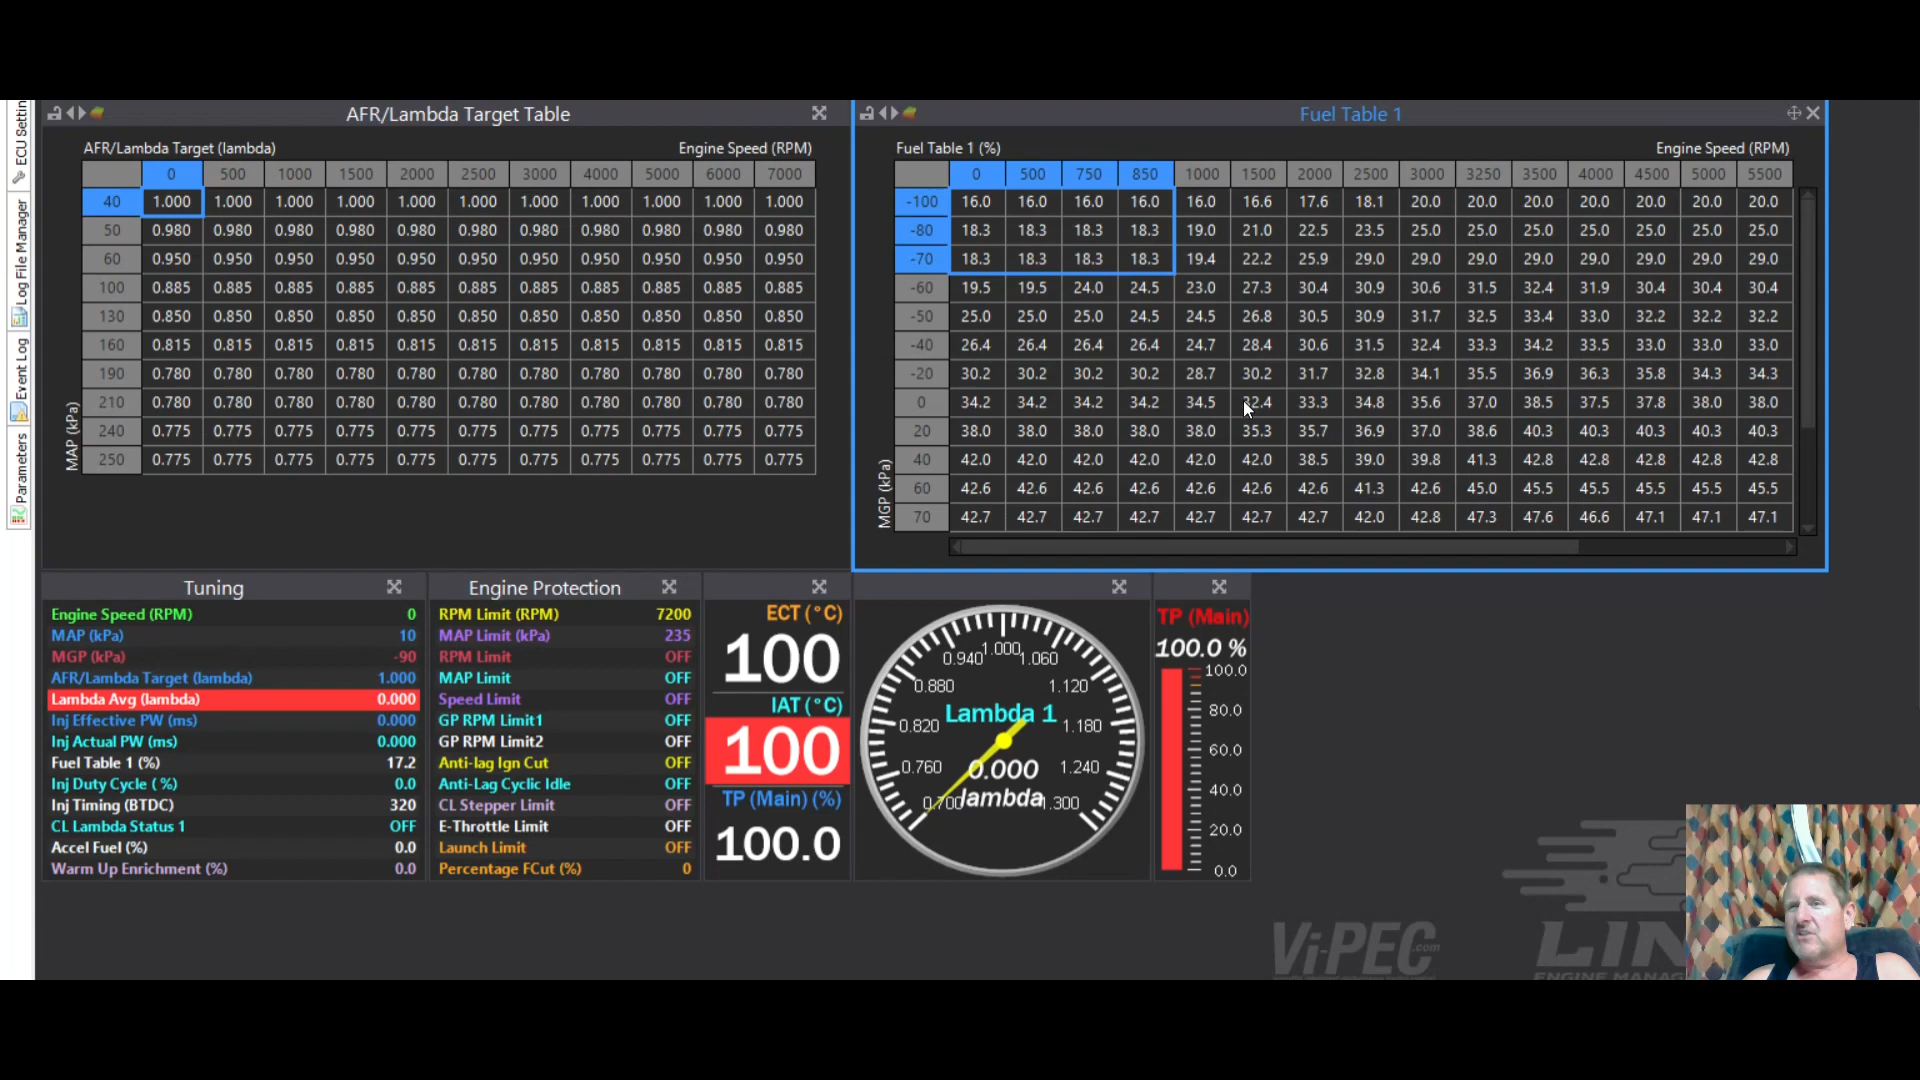 ECU Settin
Log File Manager
Event Log
Parameters
AFR/Lambda Target Table
AFR/Lambda Target (lambda) Engine Speed (RPM)
0 500 1000 1500 2000 2500 3000 4000 5000 6000 7000
40 1.000 1.000 1.000 1.000 1.000 1.000 1.000 1.000 1.000 1.000 1.000
50 0.980 0.980 0.980 0.980 0.980 0.980 0.980 0.980 0.980 0.980 0.980
60 0.950 0.950 0.950 0.950 0.950 0.950 0.950 0.950 0.950 0.950 0.950
100 0.885 0.885 0.885 0.885 0.885 0.885 0.885 0.885 0.885 0.885 0.885
130 0.850 0.850 0.850 0.850 0.850 0.850 0.850 0.850 0.850 0.850 0.850
160 0.815 0.815 0.815 0.815 0.815 0.815 0.815 0.815 0.815 0.815 0.815
190 0.780 0.780 0.780 0.780 0.780 0.780 0.780 0.780 0.780 0.780 0.780
210 0.780 0.780 0.780 0.780 0.780 0.780 0.780 0.780 0.780 0.780 0.780
240 0.775 0.775 0.775 0.775 0.775 0.775 0.775 0.775 0.775 0.775 0.775
250 0.775 0.775 0.775 0.775 0.775 0.775 0.775 0.775 0.775 0.775 0.775
MAP (kPa)
Fuel Table 1
Fuel Table 1 (%) Engine Speed (RPM)
0 500 750 850 1000 1500 2000 2500 3000 3250 3500 4000 4500 5000 5500
-100 16.0 16.0 16.0 16.0 16.0 16.6 17.6 18.1 20.0 20.0 20.0 20.0 20.0 20.0 20.0
-80 18.3 18.3 18.3 18.3 19.0 21.0 22.5 23.5 25.0 25.0 25.0 25.0 25.0 25.0 25.0
-70 18.3 18.3 18.3 18.3 19.4 22.2 25.9 29.0 29.0 29.0 29.0 29.0 29.0 29.0 29.0
-60 19.5 19.5 24.0 24.5 23.0 27.3 30.4 30.9 30.6 31.5 32.4 31.9 30.4 30.4 30.4
-50 25.0 25.0 25.0 24.5 24.5 26.8 30.5 30.9 31.7 32.5 33.4 33.0 32.2 32.2 32.2
-40 26.4 26.4 26.4 26.4 24.7 28.4 30.6 31.5 32.4 33.3 34.2 33.5 33.0 33.0 33.0
-20 30.2 30.2 30.2 30.2 28.7 30.2 31.7 32.8 34.1 35.5 36.9 36.3 35.8 34.3 34.3
0 34.2 34.2 34.2 34.2 34.5 32.4 33.3 34.8 35.6 37.0 38.5 37.5 37.8 38.0 38.0
20 38.0 38.0 38.0 38.0 38.0 35.3 35.7 36.9 37.0 38.6 40.3 40.3 40.3 40.3 40.3
40 42.0 42.0 42.0 42.0 42.0 42.0 38.5 39.0 39.8 41.3 42.8 42.8 42.8 42.8 42.8
60 42.6 42.6 42.6 42.6 42.6 42.6 42.6 41.3 42.6 45.0 45.5 45.5 45.5 45.5 45.5
70 42.7 42.7 42.7 42.7 42.7 42.7 42.7 42.0 42.8 47.3 47.6 46.6 47.1 47.1 47.1
MGP (kPa)
Tuning
Engine Speed (RPM) 0
MAP (kPa) 10
MGP (kPa) -90
AFR/Lambda Target (lambda) 1.000
Lambda Avg (lambda) 0.000
Inj Effective PW (ms) 0.000
Inj Actual PW (ms) 0.000
Fuel Table 1 (%) 17.2
Inj Duty Cycle (%) 0.0
Inj Timing (BTDC) 320
CL Lambda Status 1 OFF
Accel Fuel (%) 0.0
Warm Up Enrichment (%) 0.0
Engine Protection
RPM Limit (RPM) 7200
MAP Limit (kPa) 235
RPM Limit OFF
MAP Limit OFF
Speed Limit OFF
GP RPM Limit1 OFF
GP RPM Limit2 OFF
Anti-lag Ign Cut OFF
Anti-Lag Cyclic Idle OFF
CL Stepper Limit OFF
E-Throttle Limit OFF
Launch Limit OFF
Percentage FCut (%) 0
ECT (°C)
100
IAT (°C)
100
TP (Main) (%)
100.0
0.940 1.000 1.060
0.880 1.120
Lambda 1
0.820 1.180
0.760 0.000 1.240
0.700 lambda 1.300
TP (Main)
100.0 %
100.0
80.0
60.0
40.0
20.0
0.0
Vi-PEC.com
LIN
ENGINE MANAG